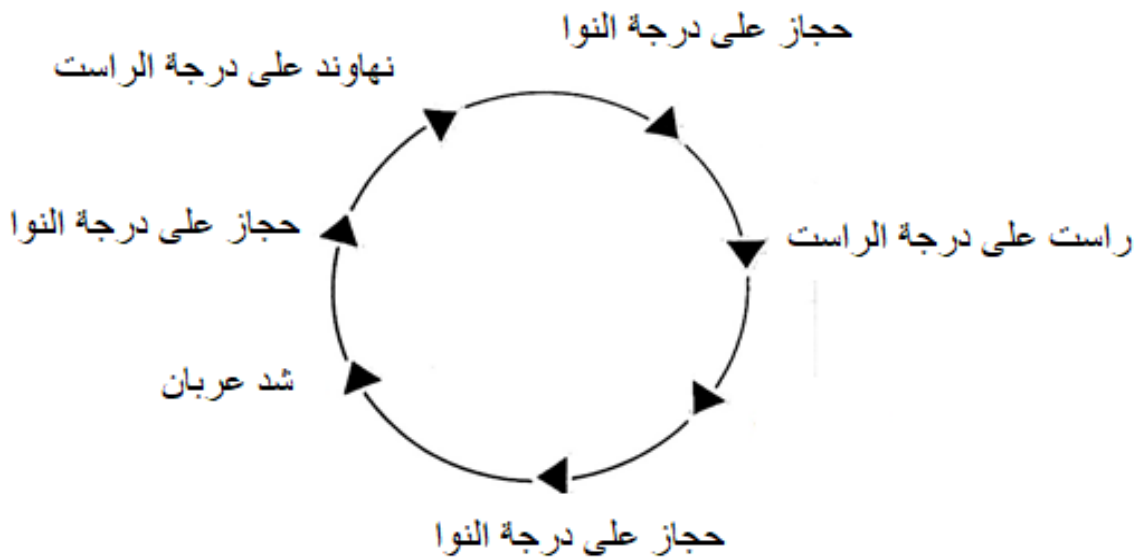 حجاز على درجة النوا
نهاوند على درجة الراست
راست على درجة الراست
حجاز على درجة النوا
شد عربان
حجاز على درجة النوا